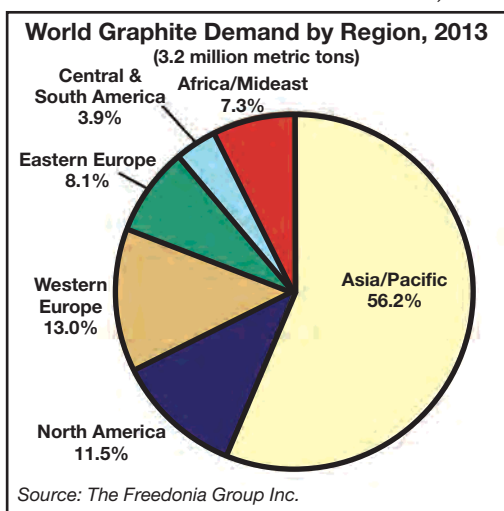 World Graphite Demand by Region, 2013
(3.2 million metric tons)
Central &
South America
3.9%
Africa/Mideast
7.3%
Eastern Europe
8.1%
Asia/Pacific
56.2%
Western
Europe
13.0%
North America
11.5%
Source: The Freedonia Group Inc.